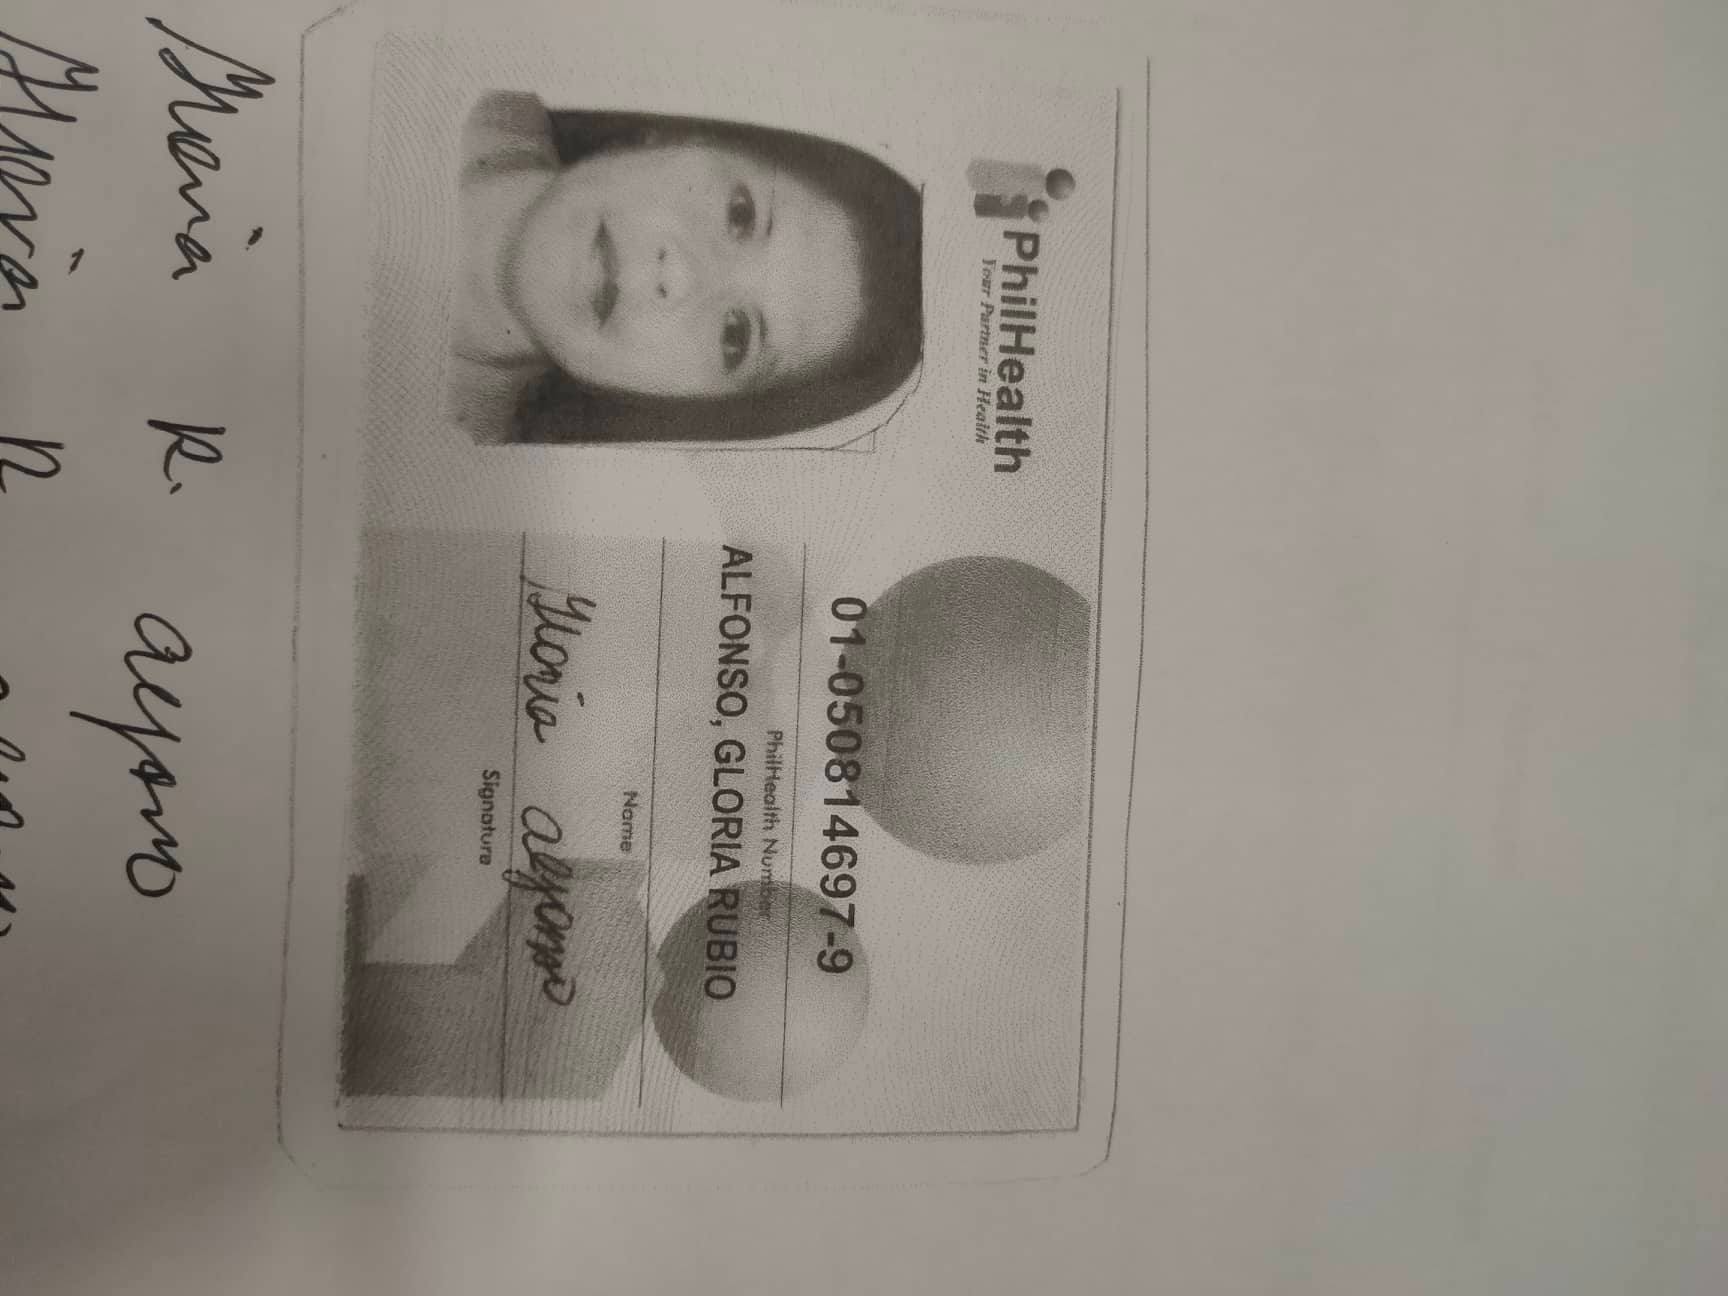 PhilHealth
Your Partner in Health
01-050814697-9
PhilHealth Number
ALFONSO, GLORIA RUBIO
Name
Gloria Alfonso
Signature
Gloria R. Alfonso
Gloria R